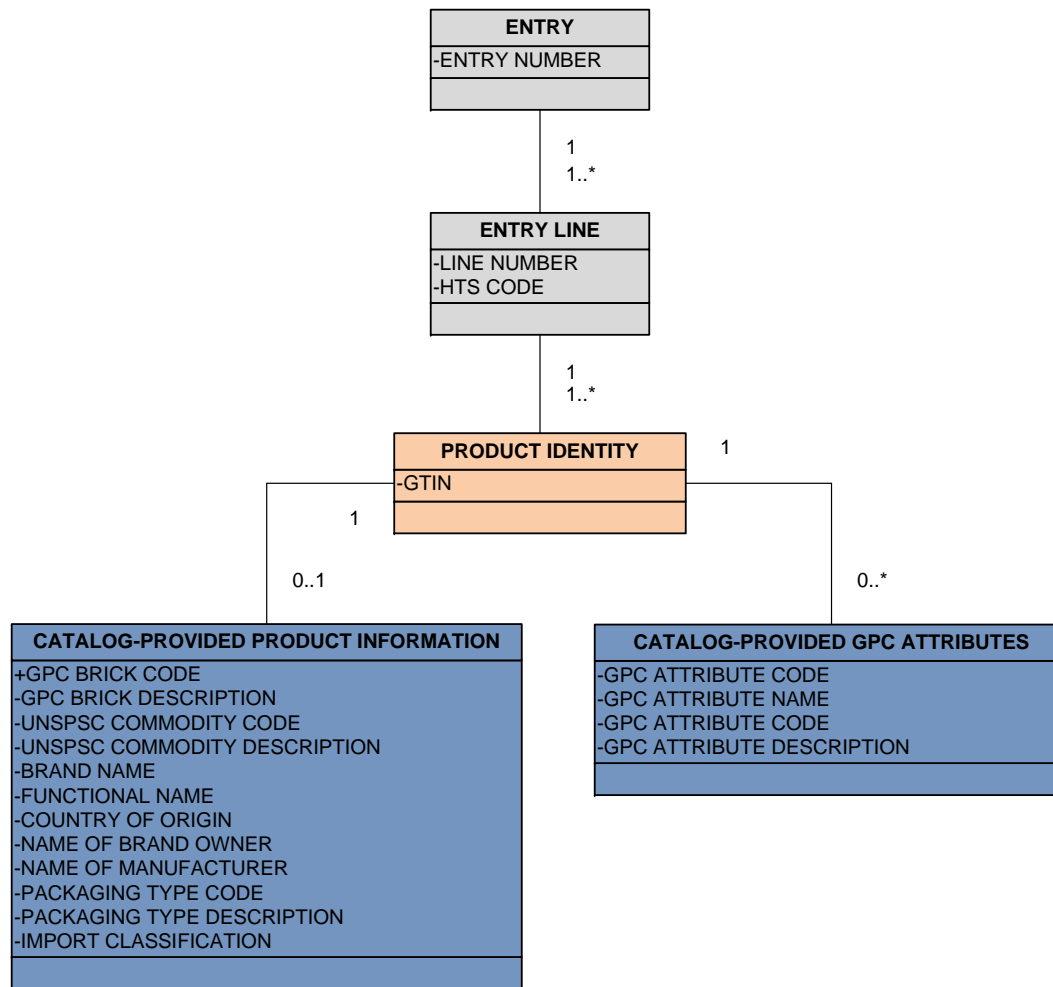 ENTRY
-ENTRY NUMBER
1
1..*
ENTRY LINE
-LINE NUMBER
-HTS CODE
1
1..*
PRODUCT IDENTITY
-GTIN
1
1
0..1
0..*
CATALOG-PROVIDED PRODUCT INFORMATION
+GPC BRICK CODE
-GPC BRICK DESCRIPTION
-UNSPSC COMMODITY CODE
-UNSPSC COMMODITY DESCRIPTION
-BRAND NAME
-FUNCTIONAL NAME
-COUNTRY OF ORIGIN
-NAME OF BRAND OWNER
-NAME OF MANUFACTURER
-PACKAGING TYPE CODE
-PACKAGING TYPE DESCRIPTION
-IMPORT CLASSIFICATION
CATALOG-PROVIDED GPC ATTRIBUTES
-GPC ATTRIBUTE CODE
-GPC ATTRIBUTE NAME
-GPC ATTRIBUTE CODE
-GPC ATTRIBUTE DESCRIPTION